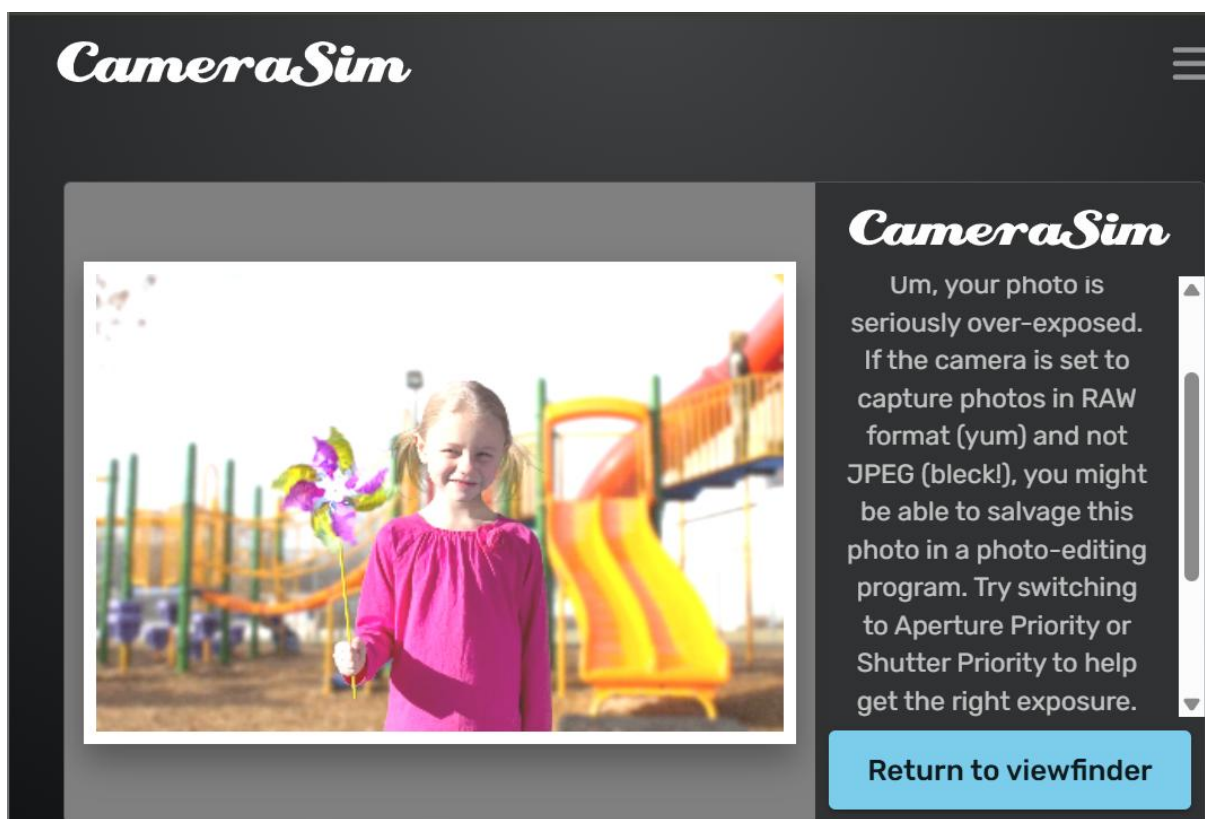 CameraSim
CameraSim
Um, your photo is
seriously over-exposed.
If the camera is set to
capture photos in RAW
format (yum) and not
JPEG (bleck!), you might
be able to salvage this
photo in a photo-editing
program. Try switching
to Aperture Priority or
Shutter Priority to help
get the right exposure.
Return to viewfinder